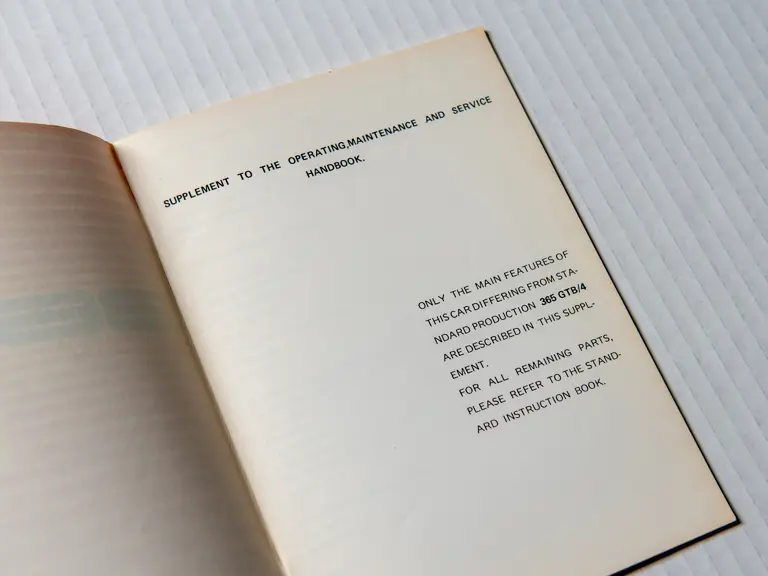 SUPPLEMENT TO THE OPERATING,MAINTENANCE AND SERVICE
HANDBOOK.
ONLY THE MAIN FEATURES OF
THIS CAR DIFFERING FROM STA-
NDARD PRODUCTION 365 GTB/4
ARE DESCRIBED IN THIS SUPPL-
EMENT.
FOR ALL REMAINING PARTS,
PLEASE REFER TO THE STAND-
ARD INSTRUCTION BOOK.